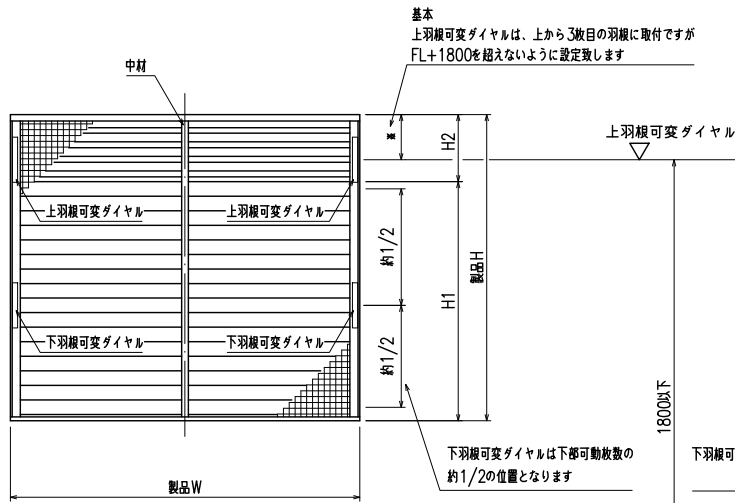 基本
上羽根可変ダイヤルは、上から3枚目の羽根に取付ですが
FL+1800を超えないように設定致します
中材
※
H2
上羽根可変ダイヤル
上羽根可変ダイヤル
上羽根可変ダイヤル
約1/2
H1
製品H
下羽根可変ダイヤル
下羽根可変ダイヤル
約1/2
1800以下
下羽根可変ダイヤルは下部可動枚数の
約1/2の位置となります
下羽根可
製品W